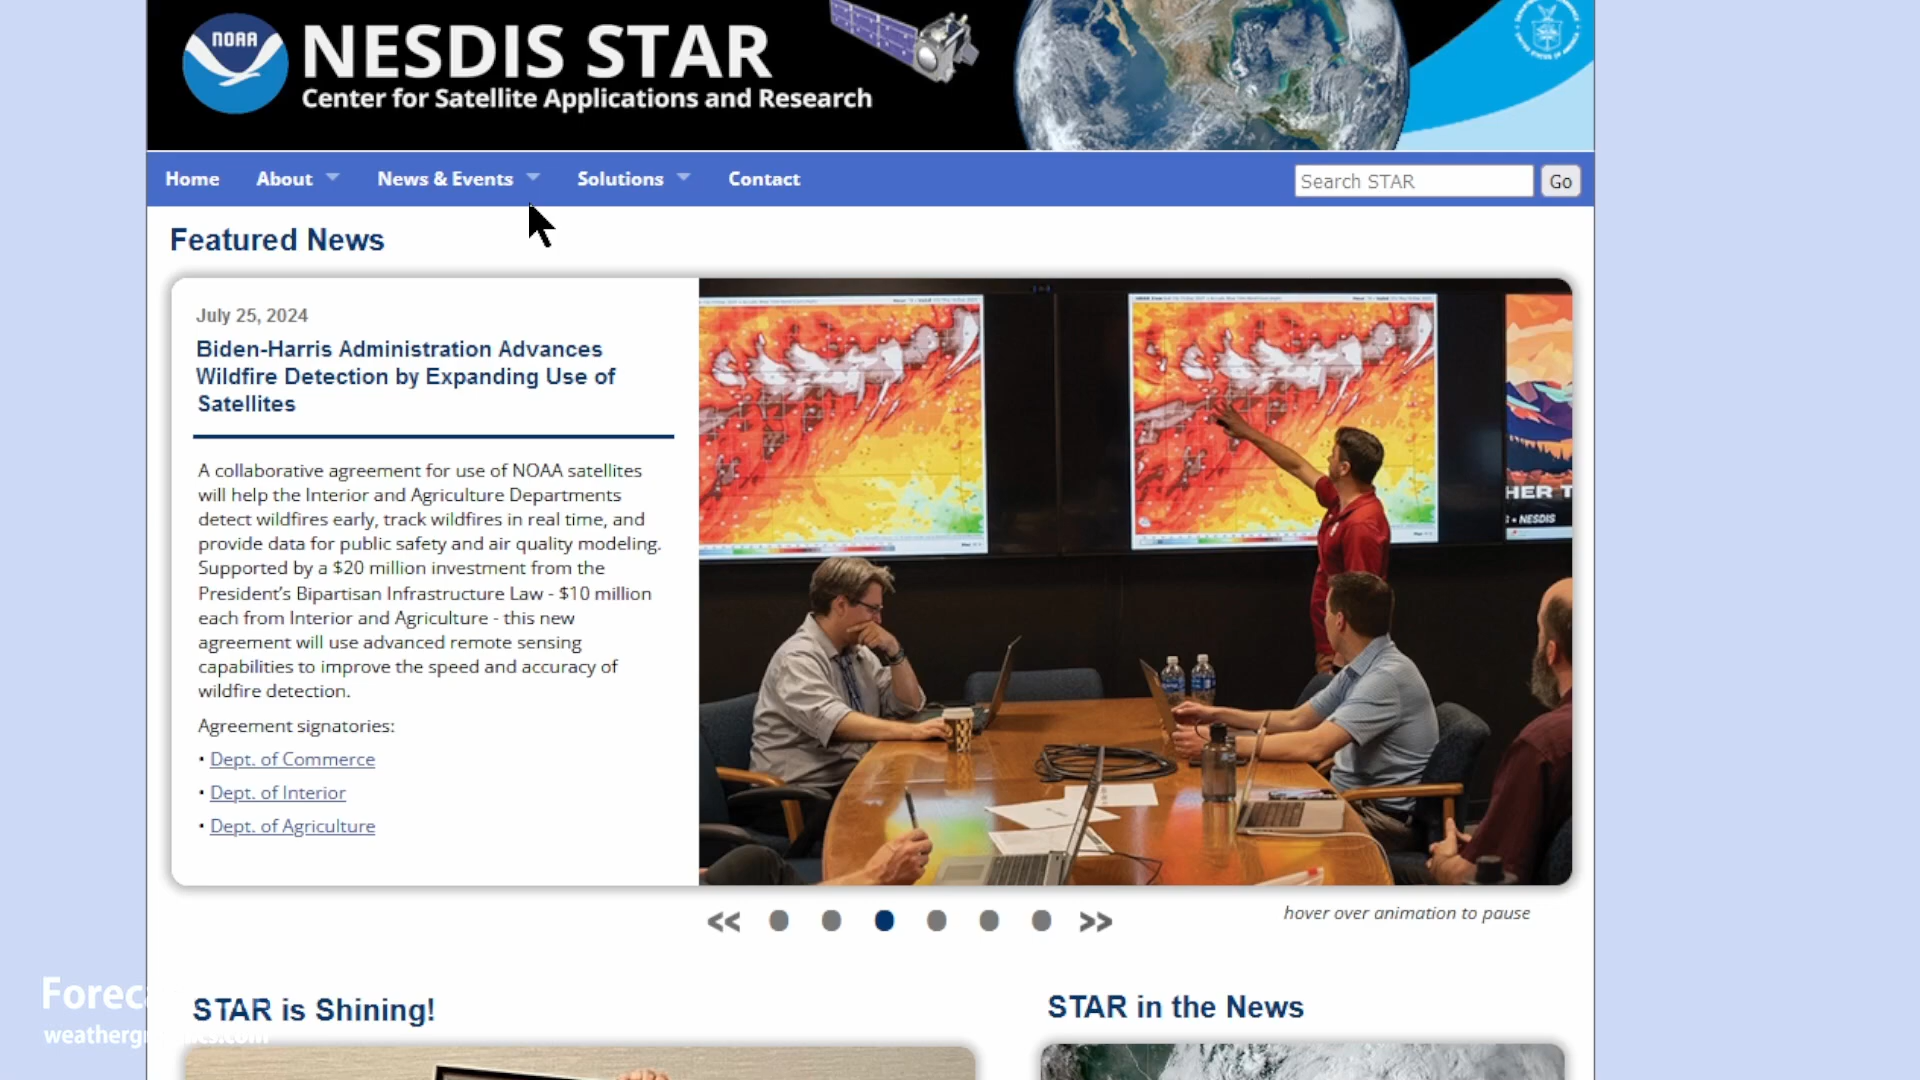 NOAA
NESDIS STAR
Center for Satellite Applications and Research
Home About News & Events Solutions Contact
Search STAR Go
Featured News
July 25, 2024
Biden-Harris Administration Advances
Wildfire Detection by Expanding Use of
Satellites
A collaborative agreement for use of NOAA satellites
will help the Interior and Agriculture Departments
detect wildfires early, track wildfires in real time, and
provide data for public safety and air quality modeling.
Supported by a $20 million investment from the
President's Bipartisan Infrastructure Law - $10 million
each from Interior and Agriculture - this new
agreement will use advanced remote sensing
capabilities to improve the speed and accuracy of
wildfire detection.
Agreement signatories:
• Dept. of Commerce
• Dept. of Interior
• Dept. of Agriculture
HER T
• NESDIS
<< >>
hover over animation to pause
STAR is Shining!
STAR in the News